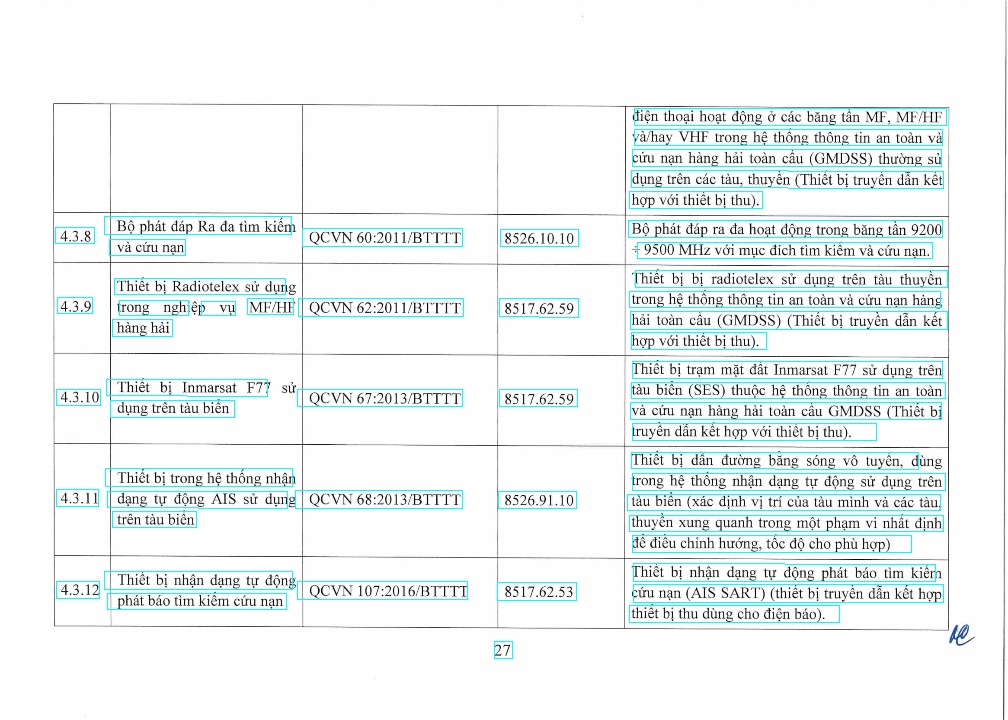 điện thoại hoạt động ở các băng tần MF, MF/HF
và/hay VHF trong hệ thống thông tin an toàn và
cứu nạn hàng hải toàn cầu (GMDSS) thường sử
dụng trên các tàu, thuyền (Thiết bị truyền dẫn kết
hợp với thiết bị thu).
4.3.8
Bộ phát đáp Ra đa tìm kiếm
và cứu nạn
QCVN 60:2011/BTTTT
8526.10.10
Bộ phát đáp ra đa hoạt động trong băng tần 9200
÷ 9500 MHz với mục đích tìm kiếm và cứu nạn.
4.3.9
Thiết bị Radiotelex sử dụng
trong nghiệp vụ MF/HF
hàng hải
QCVN 62:2011/BTTTT
8517.62.59
Thiết bị bị radiotelex sử dụng trên tàu thuyền
trong hệ thống thông tin an toàn và cứu nạn hàng
hải toàn cầu (GMDSS) (Thiết bị truyền dẫn kết
hợp với thiết bị thu).
4.3.10
Thiết bị Inmarsat F77 sử
dụng trên tàu biển
QCVN 67:2013/BTTTT
8517.62.59
Thiết bị trạm mặt đất Inmarsat F77 sử dụng trên
tàu biển (SES) thuộc hệ thống thông tin an toàn
và cứu nạn hàng hải toàn cầu GMDSS (Thiết bị
truyền dẫn kết hợp với thiết bị thu).
4.3.11
Thiết bị trong hệ thống nhận
dạng tự động AIS sử dụng
trên tàu biển
QCVN 68:2013/BTTTT
8526.91.10
Thiết bị dẫn đường bằng sóng vô tuyến, dùng
trong hệ thống nhận dạng tự động sử dụng trên
tàu biển (xác định vị trí của tàu mình và các tàu,
thuyền xung quanh trong một phạm vi nhất định
để điều chỉnh hướng, tốc độ cho phù hợp)
4.3.12
Thiết bị nhận dạng tự động
phát báo tìm kiếm cứu nạn
QCVN 107:2016/BTTTT
8517.62.53
Thiết bị nhận dạng tự động phát báo tìm kiếm
cứu nạn (AIS SART) (thiết bị truyền dẫn kết hợp
thiết bị thu dùng cho điện báo).
27